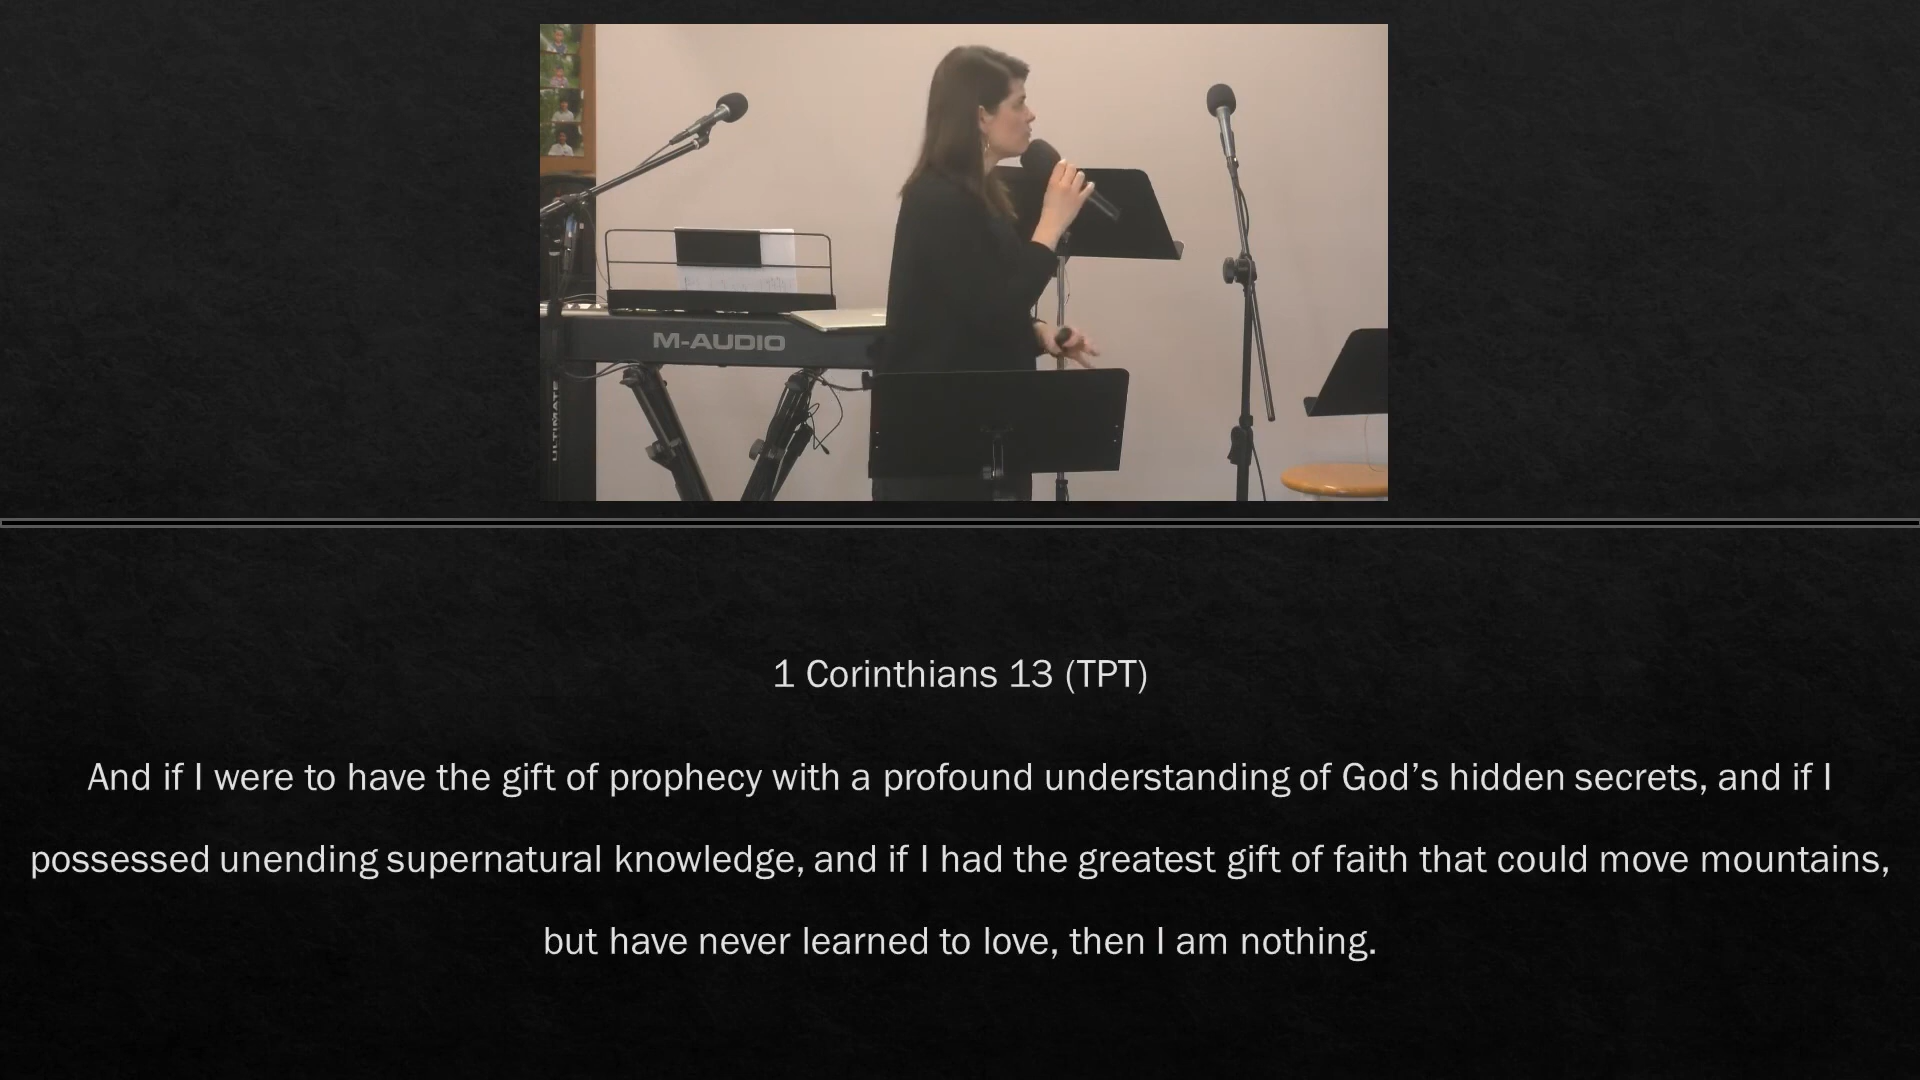 M-AUDIO
ULTIMATE
1 Corinthians 13 (TPT)
And if I were to have the gift of prophecy with a profound understanding of God’s hidden secrets, and if I
possessed unending supernatural knowledge, and if I had the greatest gift of faith that could move mountains,
but have never learned to love, then I am nothing.